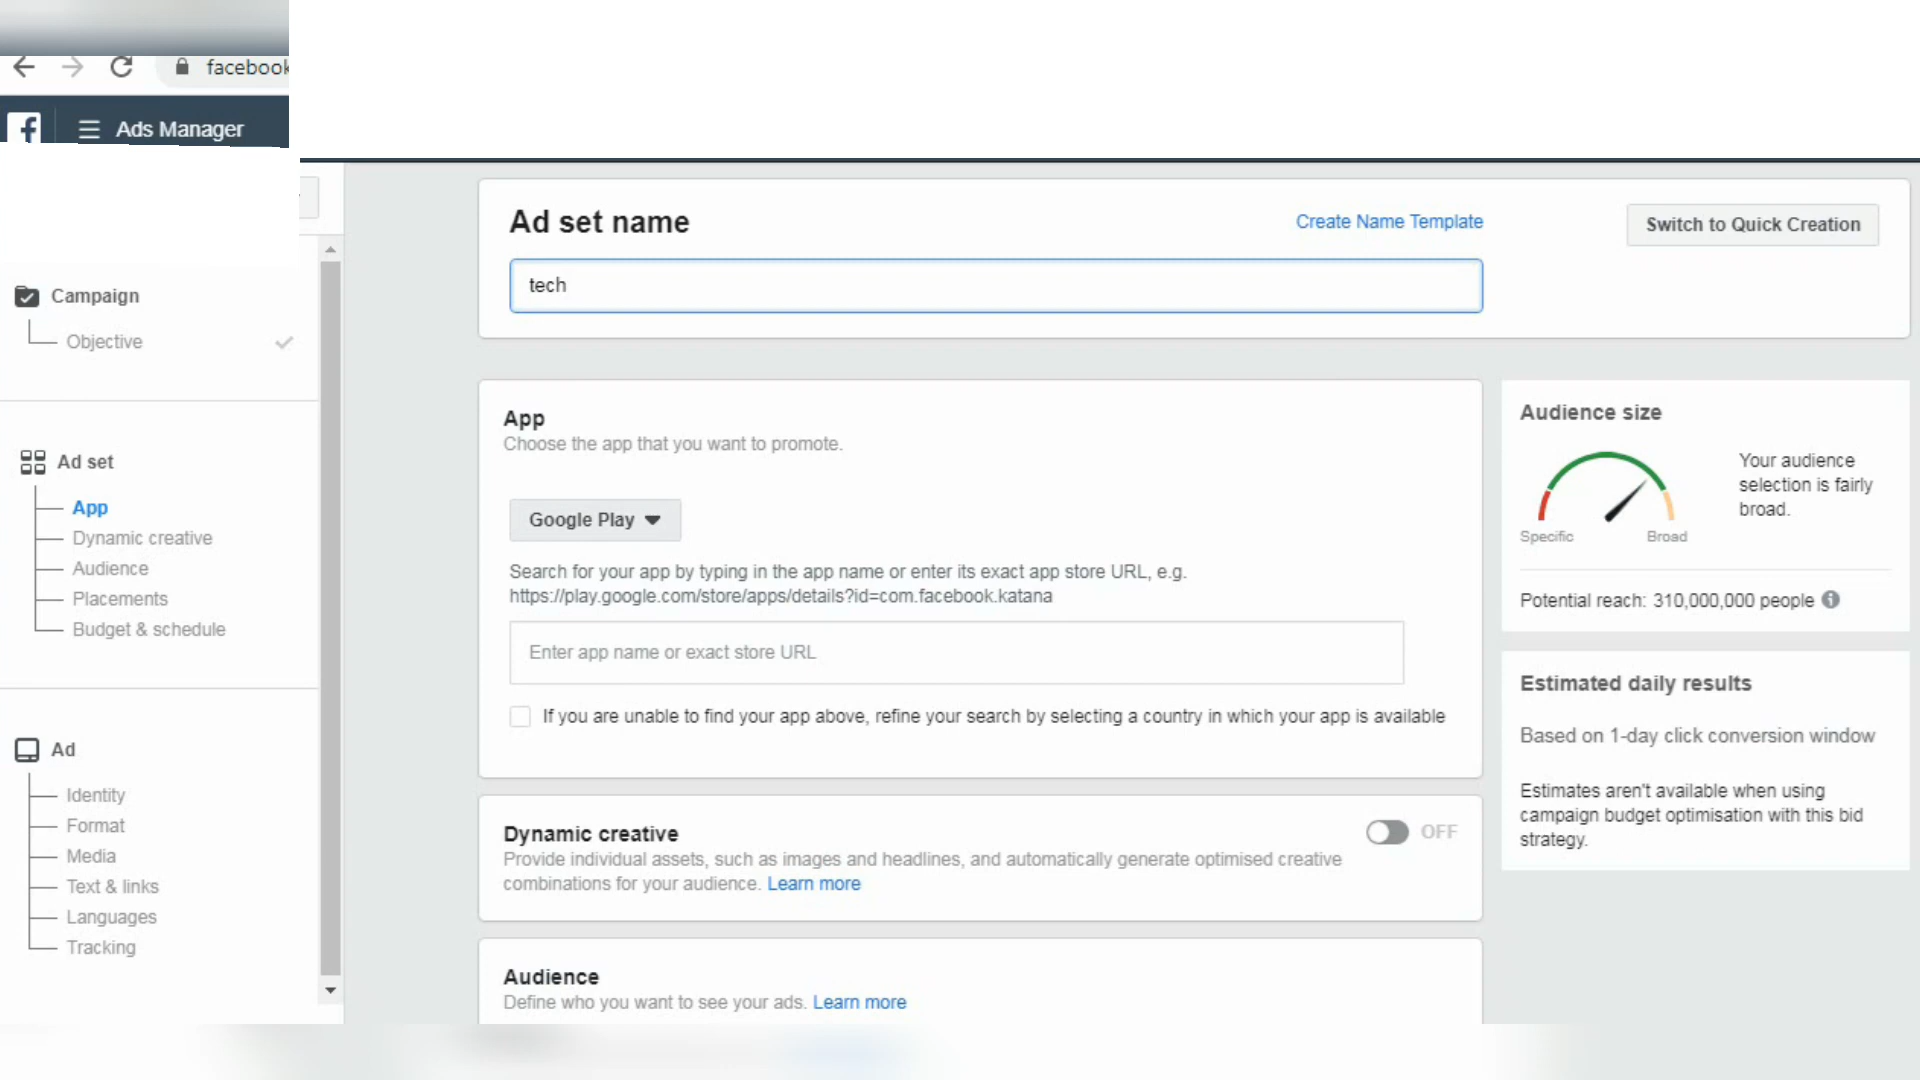 facebook
Ads Manager
Campaign
Objective
Ad set
App
Dynamic creative
Audience
Placements
Budget & schedule
Ad
Identity
Format
Media
Text & links
Languages
Tracking
Ad set name
Create Name Template
Switch to Quick Creation
tech
App
Choose the app that you want to promote.
Google Play
Search for your app by typing in the app name or enter its exact app store URL, e.g.
https://play.google.com/store/apps/details?id=com.facebook.katana
Enter app name or exact store URL
If you are unable to find your app above, refine your search by selecting a country in which your app is available
Dynamic creative
OFF
Provide individual assets, such as images and headlines, and automatically generate optimised creative
combinations for your audience. Learn more
Audience
Define who you want to see your ads. Learn more
Audience size
Your audience
selection is fairly
broad.
Specific
Broad
Potential reach: 310,000,000 people
Estimated daily results
Based on 1-day click conversion window
Estimates aren't available when using
campaign budget optimisation with this bid
strategy.